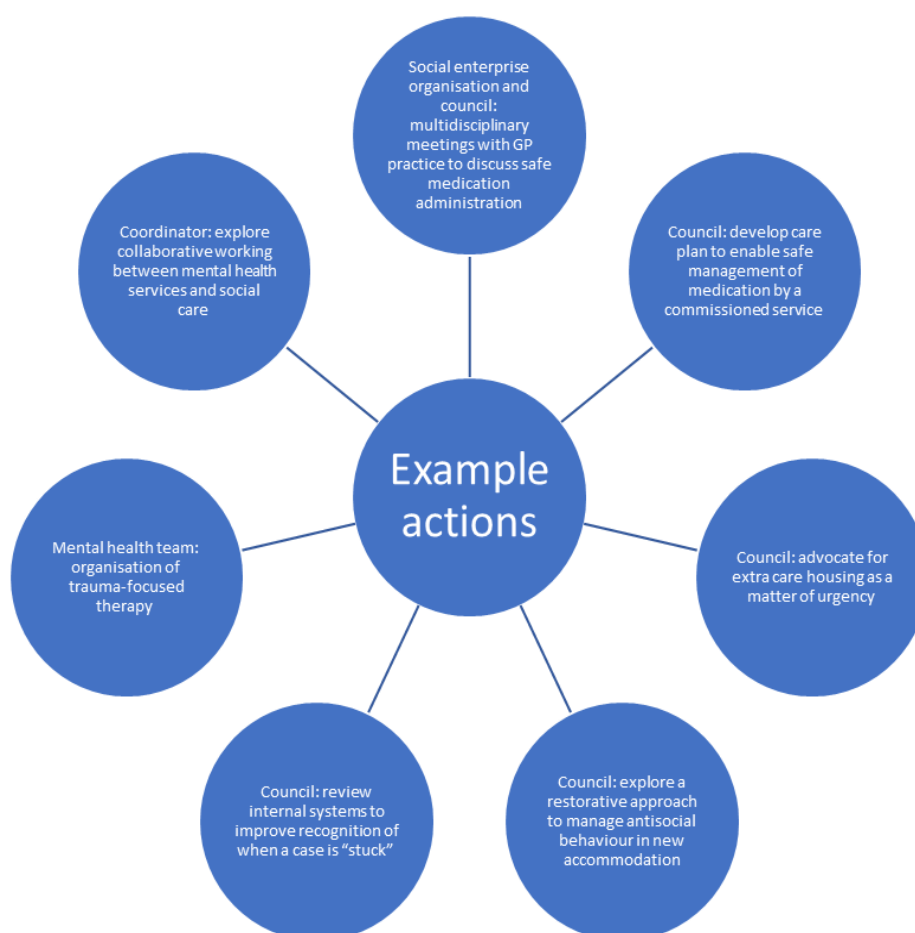 Social enterprise
organisation and
council:
multidisciplinary
meetings with GP
practice to discuss safe
medication
administration
Council: develop care
plan to enable safe
management of
medication by a
commissioned service
Council: advocate for
extra care housing as a
matter of urgency
Council: explore a
restorative approach
to manage antisocial
behaviour in new
accommodation
Council: review
internal systems to
improve recognition of
when a case is “stuck”
Mental health team:
organisation of
trauma-focused
therapy
Coordinator: explore
collaborative working
between mental health
services and social
care
Example
actions